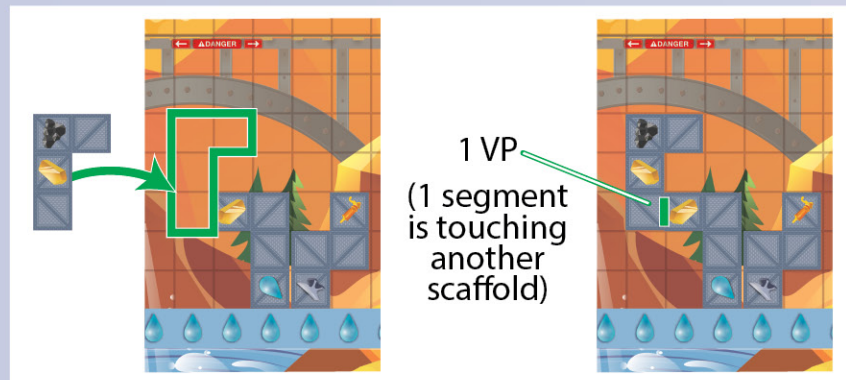 ← ⚠DANGER →
← ⚠DANGER →
1 VP
(1 segment
is touching
another
scaffold)